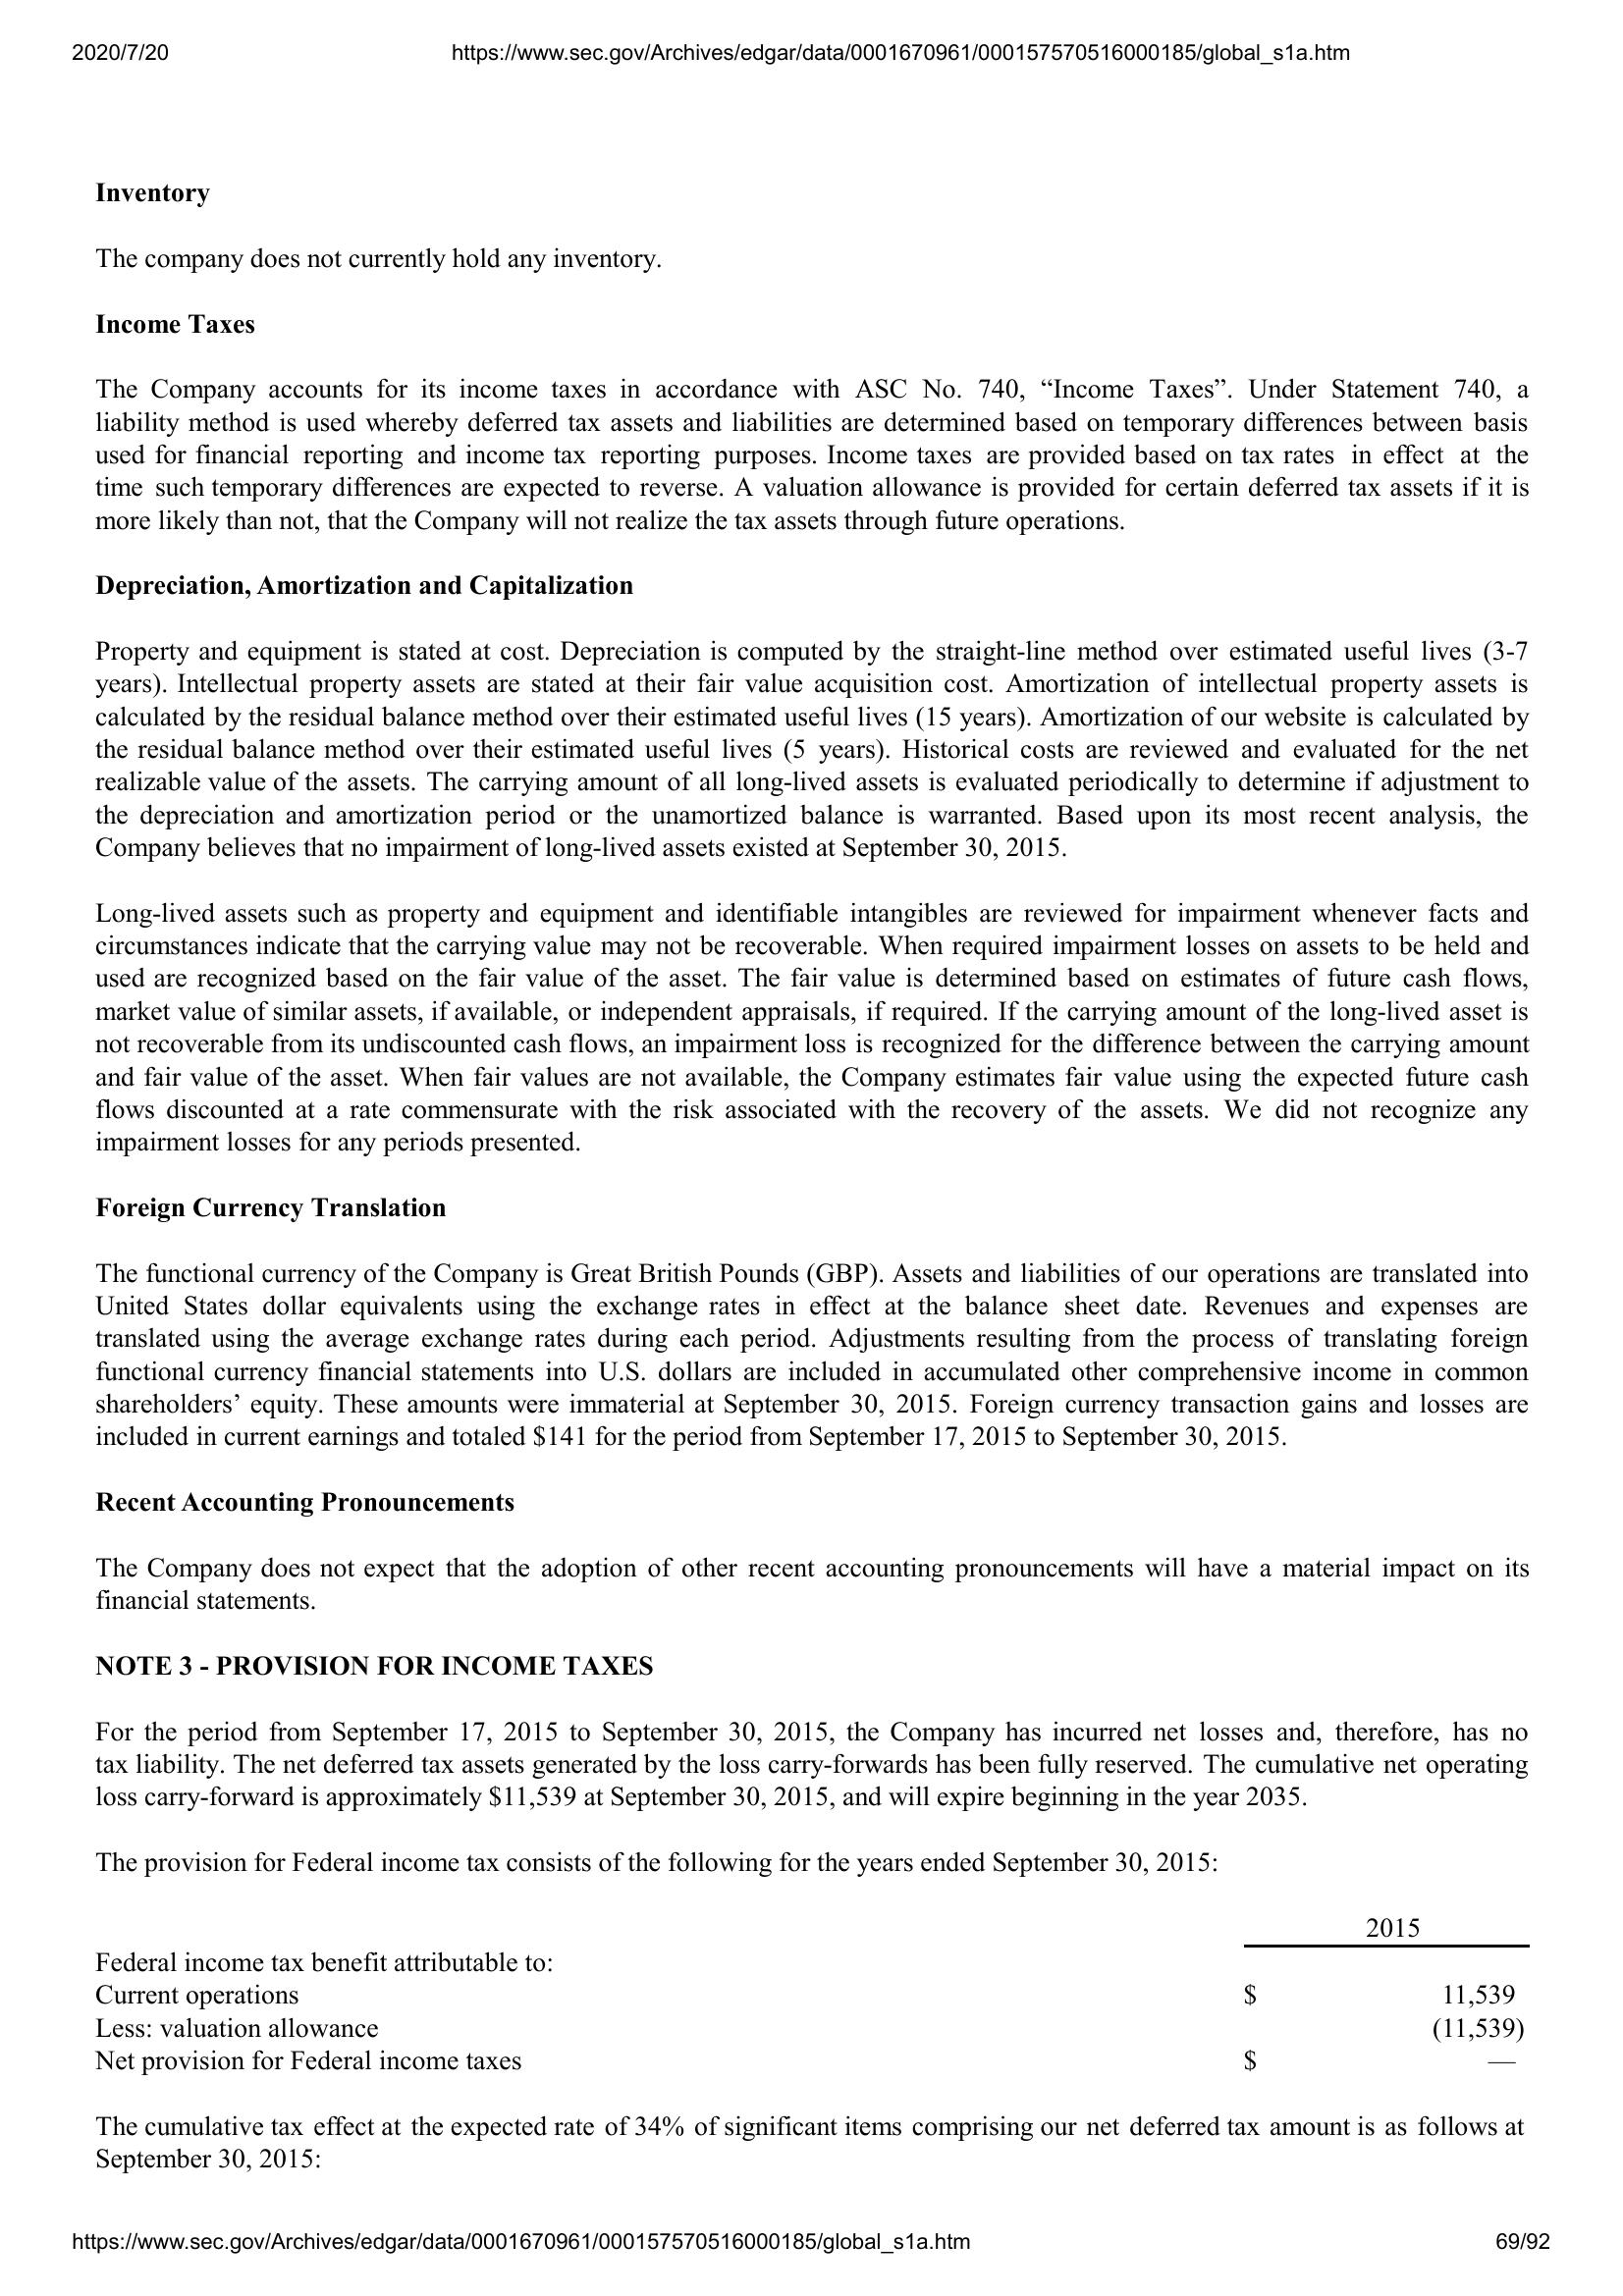 2020/7/20 https://www.sec.gov/Archives/edgar/data/0001670961/000157570516000185/global_s1a.htm
Inventory
The company does not currently hold any inventory.
Income Taxes
The Company accounts for its income taxes in accordance with ASC No. 740, “Income Taxes”. Under Statement 740, a
liability method is used whereby deferred tax assets and liabilities are determined based on temporary differences between basis
used for financial reporting and income tax reporting purposes. Income taxes are provided based on tax rates in effect at the
time such temporary differences are expected to reverse. A valuation allowance is provided for certain deferred tax assets if it is
more likely than not, that the Company will not realize the tax assets through future operations.
Depreciation, Amortization and Capitalization
Property and equipment is stated at cost. Depreciation is computed by the straight-line method over estimated useful lives (3-7
years). Intellectual property assets are stated at their fair value acquisition cost. Amortization of intellectual property assets is
calculated by the residual balance method over their estimated useful lives (15 years). Amortization of our website is calculated by
the residual balance method over their estimated useful lives (5 years). Historical costs are reviewed and evaluated for the net
realizable value of the assets. The carrying amount of all long-lived assets is evaluated periodically to determine if adjustment to
the depreciation and amortization period or the unamortized balance is warranted. Based upon its most recent analysis, the
Company believes that no impairment of long-lived assets existed at September 30, 2015.
Long-lived assets such as property and equipment and identifiable intangibles are reviewed for impairment whenever facts and
circumstances indicate that the carrying value may not be recoverable. When required impairment losses on assets to be held and
used are recognized based on the fair value of the asset. The fair value is determined based on estimates of future cash flows,
market value of similar assets, if available, or independent appraisals, if required. If the carrying amount of the long-lived asset is
not recoverable from its undiscounted cash flows, an impairment loss is recognized for the difference between the carrying amount
and fair value of the asset. When fair values are not available, the Company estimates fair value using the expected future cash
flows discounted at a rate commensurate with the risk associated with the recovery of the assets. We did not recognize any
impairment losses for any periods presented.
Foreign Currency Translation
The functional currency of the Company is Great British Pounds (GBP). Assets and liabilities of our operations are translated into
United States dollar equivalents using the exchange rates in effect at the balance sheet date. Revenues and expenses are
translated using the average exchange rates during each period. Adjustments resulting from the process of translating foreign
functional currency financial statements into U.S. dollars are included in accumulated other comprehensive income in common
shareholders’ equity. These amounts were immaterial at September 30, 2015. Foreign currency transaction gains and losses are
included in current earnings and totaled $141 for the period from September 17, 2015 to September 30, 2015.
Recent Accounting Pronouncements
The Company does not expect that the adoption of other recent accounting pronouncements will have a material impact on its
financial statements.
NOTE 3 - PROVISION FOR INCOME TAXES
For the period from September 17, 2015 to September 30, 2015, the Company has incurred net losses and, therefore, has no
tax liability. The net deferred tax assets generated by the loss carry-forwards has been fully reserved. The cumulative net operating
loss carry-forward is approximately $11,539 at September 30, 2015, and will expire beginning in the year 2035.
The provision for Federal income tax consists of the following for the years ended September 30, 2015:
2015
Federal income tax benefit attributable to:
Current operations $ 11,539
Less: valuation allowance (11,539)
Net provision for Federal income taxes $ —
The cumulative tax effect at the expected rate of 34% of significant items comprising our net deferred tax amount is as follows at
September 30, 2015:
https://www.sec.gov/Archives/edgar/data/0001670961/000157570516000185/global_s1a.htm 69/92